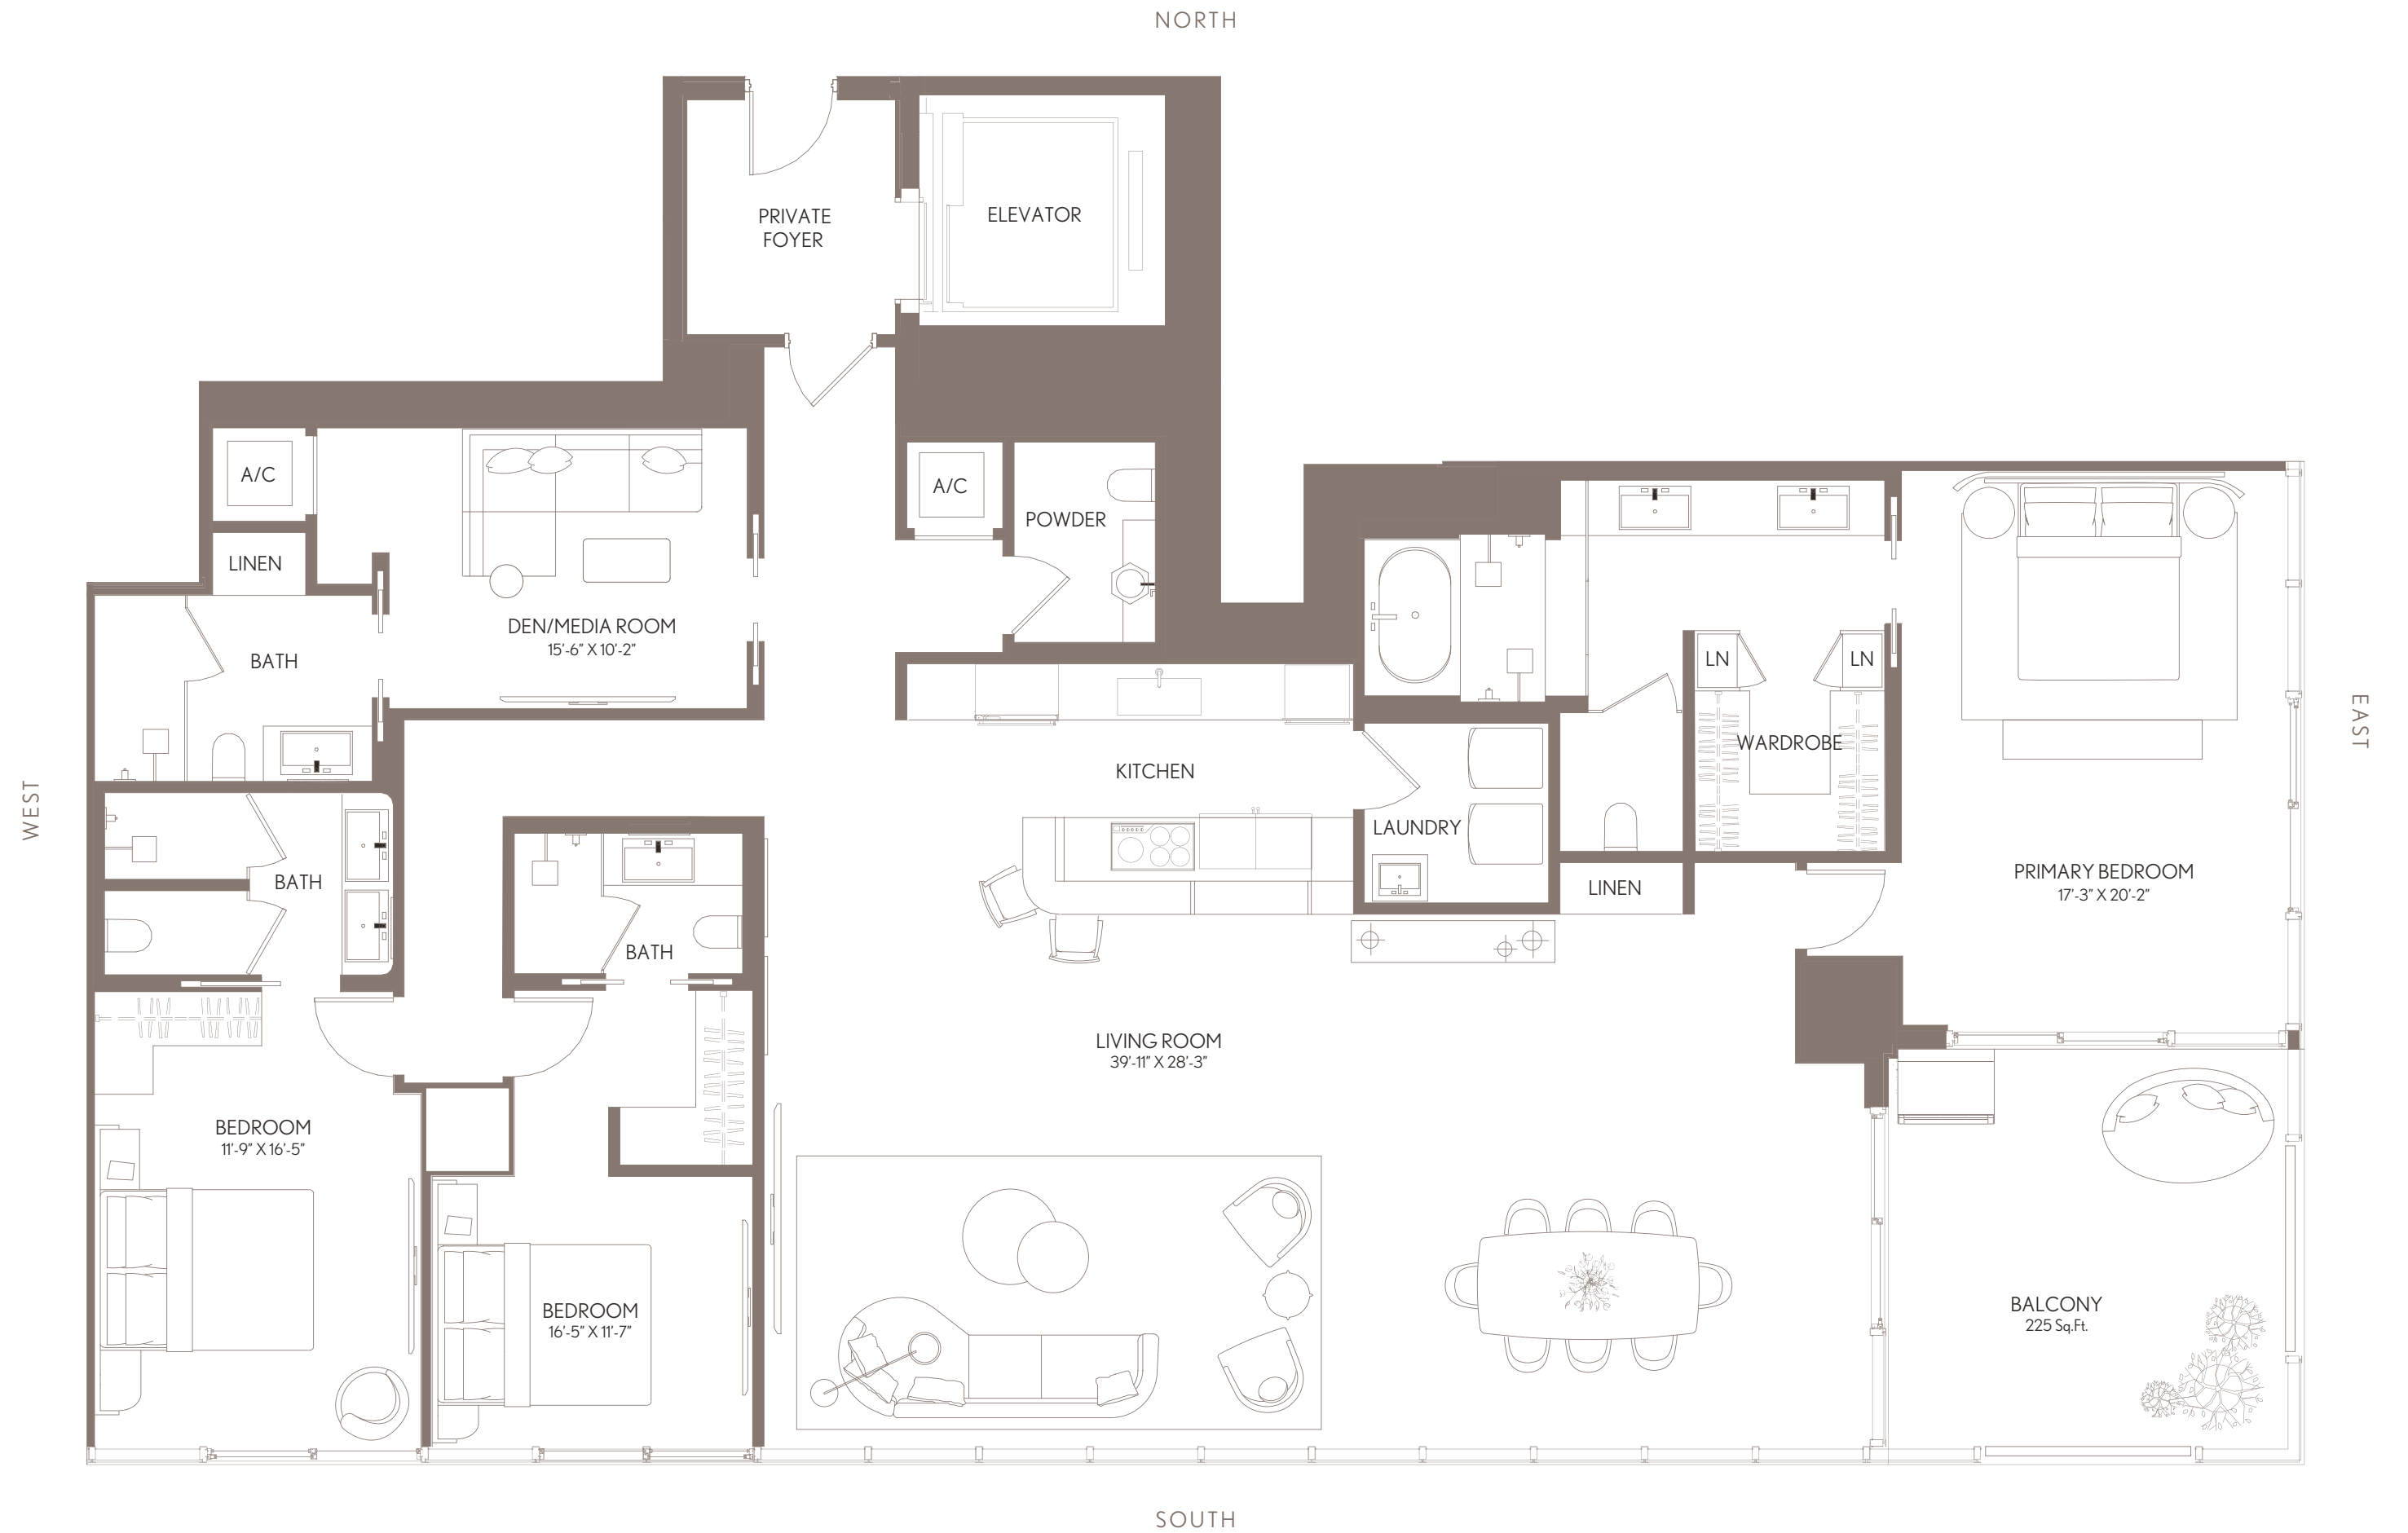 NORTH
PRIVATE
FOYER
ELEVATOR
A/C
A/C
POWDER
LINEN
DEN/MEDIA ROOM
15'-6" X 10'-2"
BATH
LN
LN
WARDROBE
EAST
WEST
KITCHEN
LAUNDRY
LINEN
PRIMARY BEDROOM
17'-3" X 20'-2"
BATH
BATH
LIVING ROOM
39'-11" X 28'-3"
BEDROOM
11'-9" X 16'-5"
BEDROOM
16'-5" X 11'-7"
BALCONY
225 Sq.Ft.
SOUTH